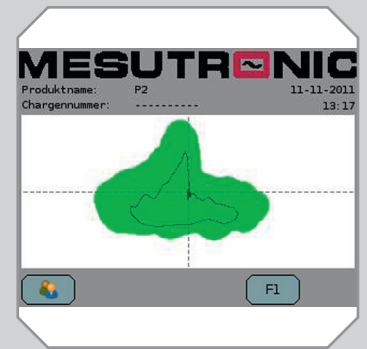 MESUTRONIC
Produktname: P2 11-11-2011
Chargennummer: ---------- 13:17
F1